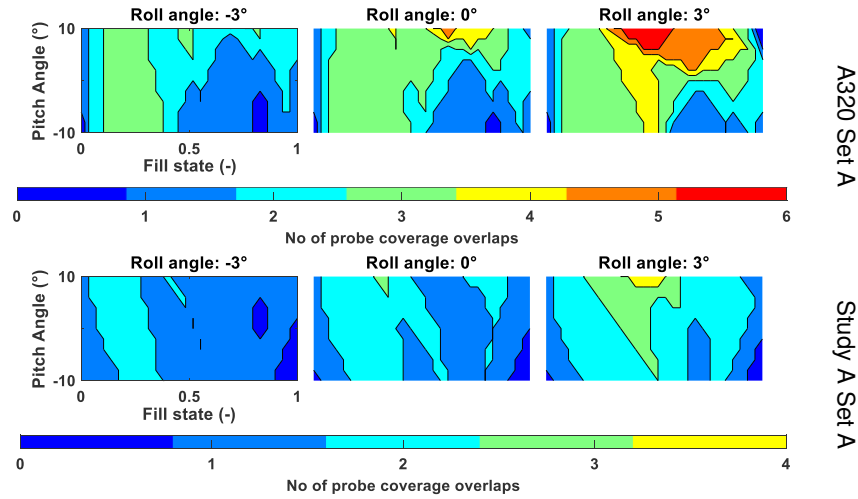 Roll angle: -3° Roll angle: 0° Roll angle: 3°
10
Pitch Angle (°)
-10
0 0.5 1
Fill state (-)
A320 Set A
0 1 2 3 4 5 6
No of probe coverage overlaps
Roll angle: -3° Roll angle: 0° Roll angle: 3°
10
Pitch Angle (°)
-10
0 0.5 1
Fill state (-)
Study A Set A
0 1 2 3 4
No of probe coverage overlaps